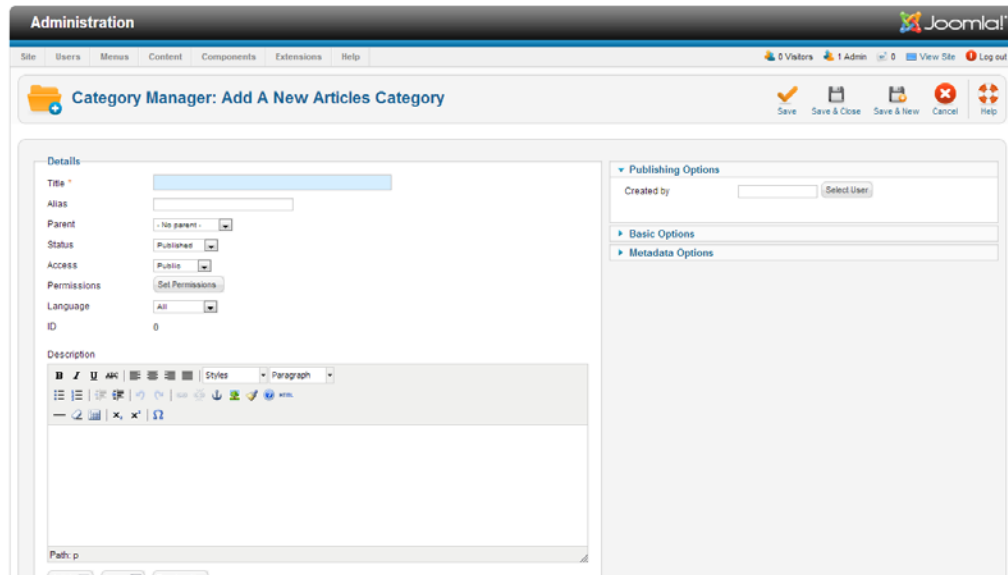 Administration
Joomla!
Site Users Menus Content Components Extensions Help
0 Visitors 1 Admin 0 View Site Log out
Category Manager: Add A New Articles Category
Save Save & Close Save & New Cancel Help
Details
Title *
Alias
Parent - No parent -
Status Published
Access Public
Permissions Set Permissions
Language All
ID 0
Description
B I U ABC Styles Paragraph
HTML
x, x' Ω
Path: p
Publishing Options
Created by Select User
Basic Options
Metadata Options